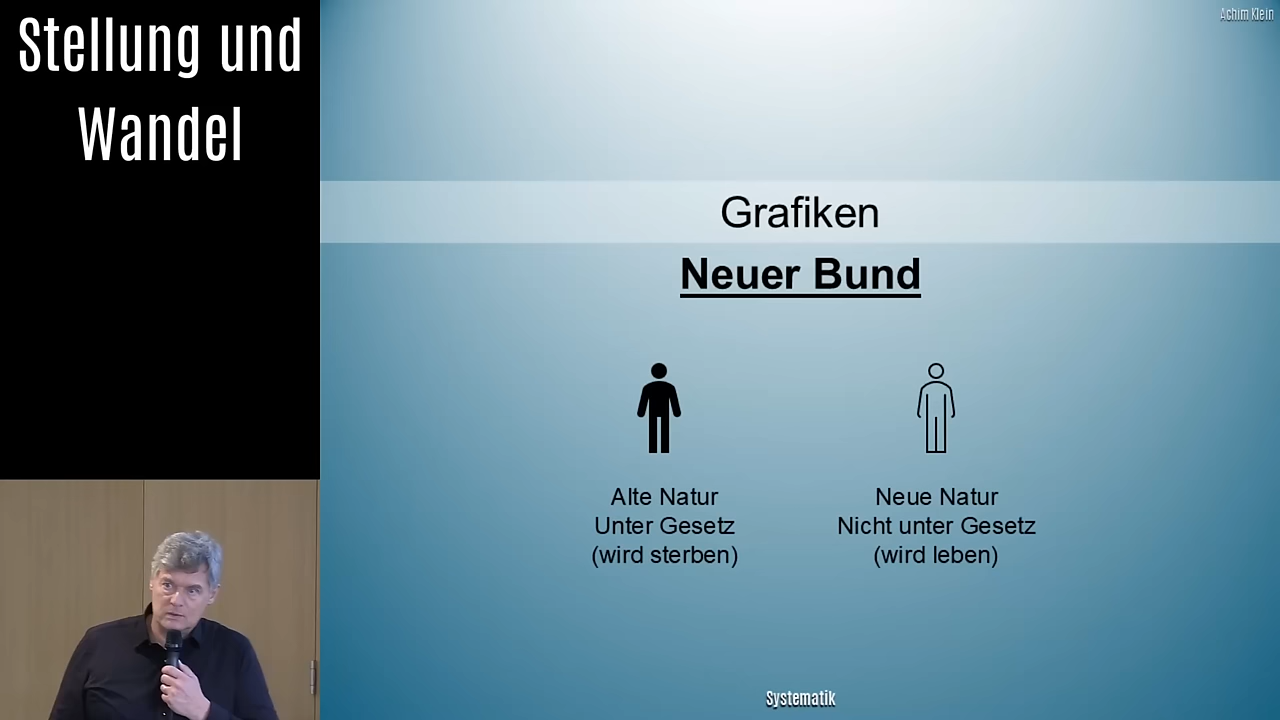 Stellung und
Wandel
Achim Klein
Grafiken
Neuer Bund
Alte Natur
Unter Gesetz
(wird sterben)
Neue Natur
Nicht unter Gesetz
(wird leben)
Systematik